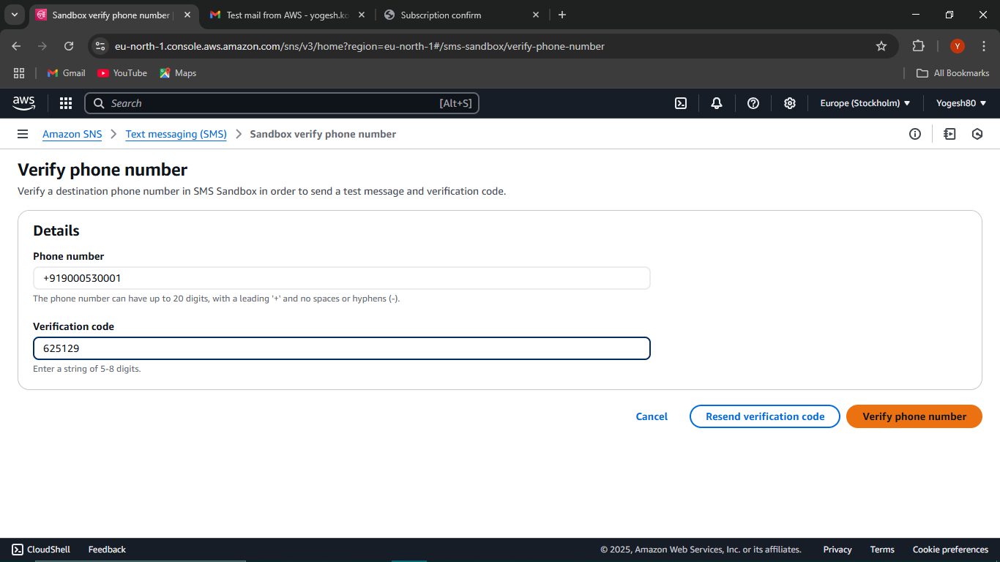 Sandbox verify phone number
Test mail from AWS - yogesh.ko
Subscription confirm
eu-north-1.console.aws.amazon.com/sns/v3/home?region=eu-north-1#/sms-sandbox/verify-phone-number
Y
Gmail
YouTube
Maps
All Bookmarks
aws
Search
[Alt+S]
Europe (Stockholm)
Yogesh80
Amazon SNS
Text messaging (SMS)
Sandbox verify phone number
Verify phone number
Verify a destination phone number in SMS Sandbox in order to send a test message and verification code.
Details
Phone number
+919000530001
The phone number can have up to 20 digits, with a leading '+' and no spaces or hyphens (-).
Verification code
625129
Enter a string of 5-8 digits.
Cancel
Resend verification code
Verify phone number
CloudShell
Feedback
© 2025, Amazon Web Services, Inc. or its affiliates.
Privacy
Terms
Cookie preferences